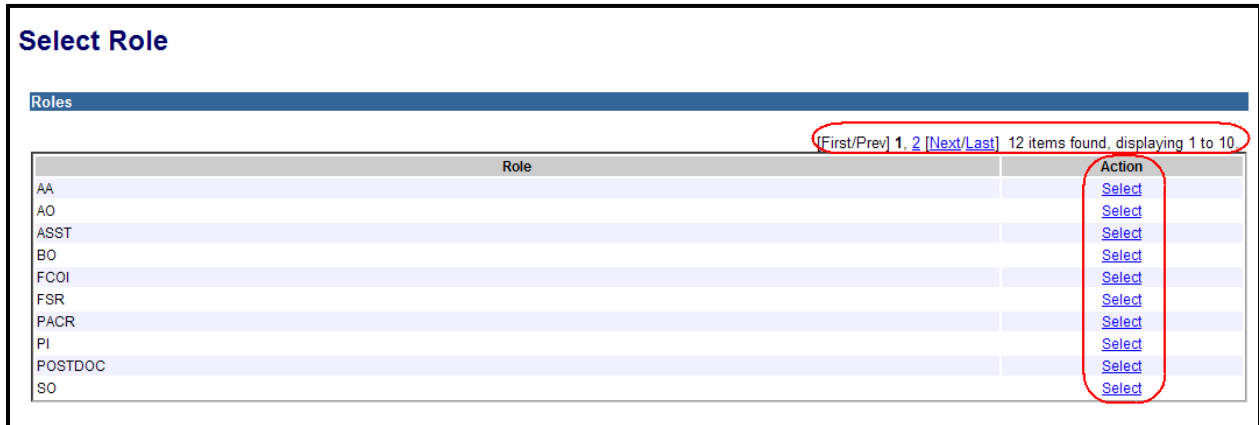 Select Role
Roles
[First/Prev] 1, 2 [Next/Last] 12 items found, displaying 1 to 10.
Role Action
AA Select
AO Select
ASST Select
BO Select
FCOI Select
FSR Select
PACR Select
PI Select
POSTDOC Select
SO Select